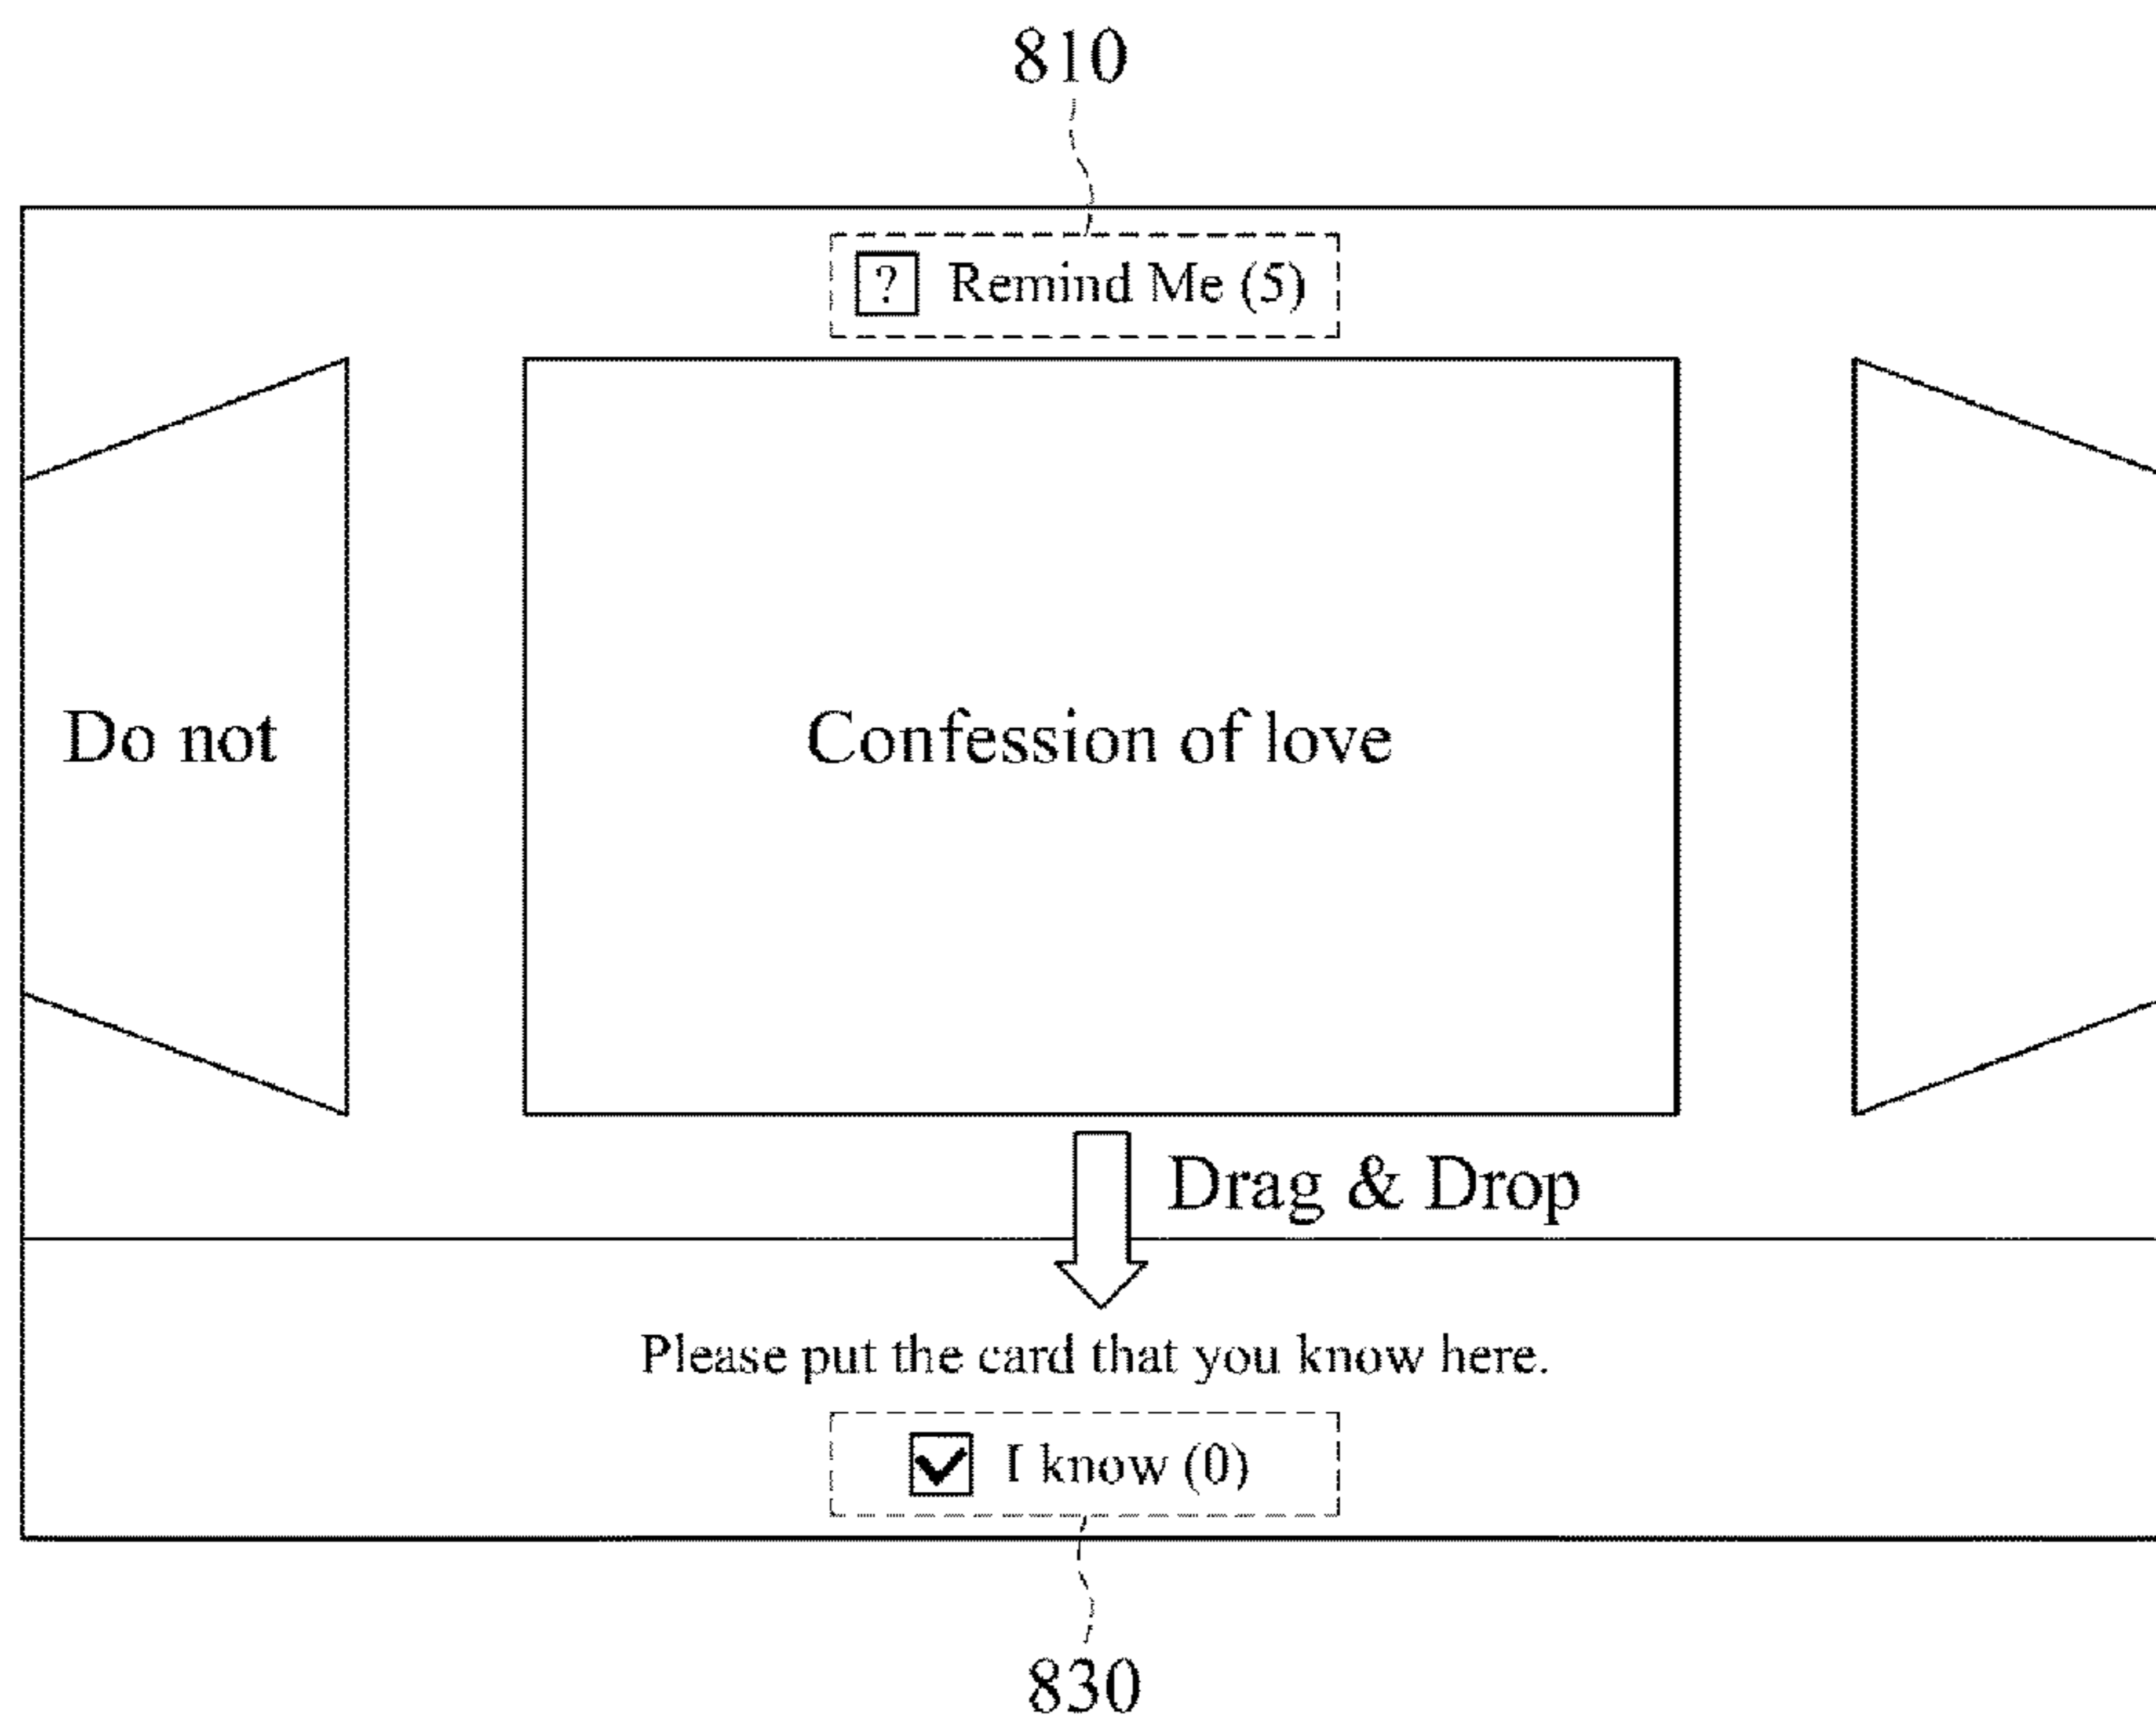 810
? Remind Me (5)
Do not
Confession of love
Drag & Drop
Please put the card that you know here.
I know (0)
830